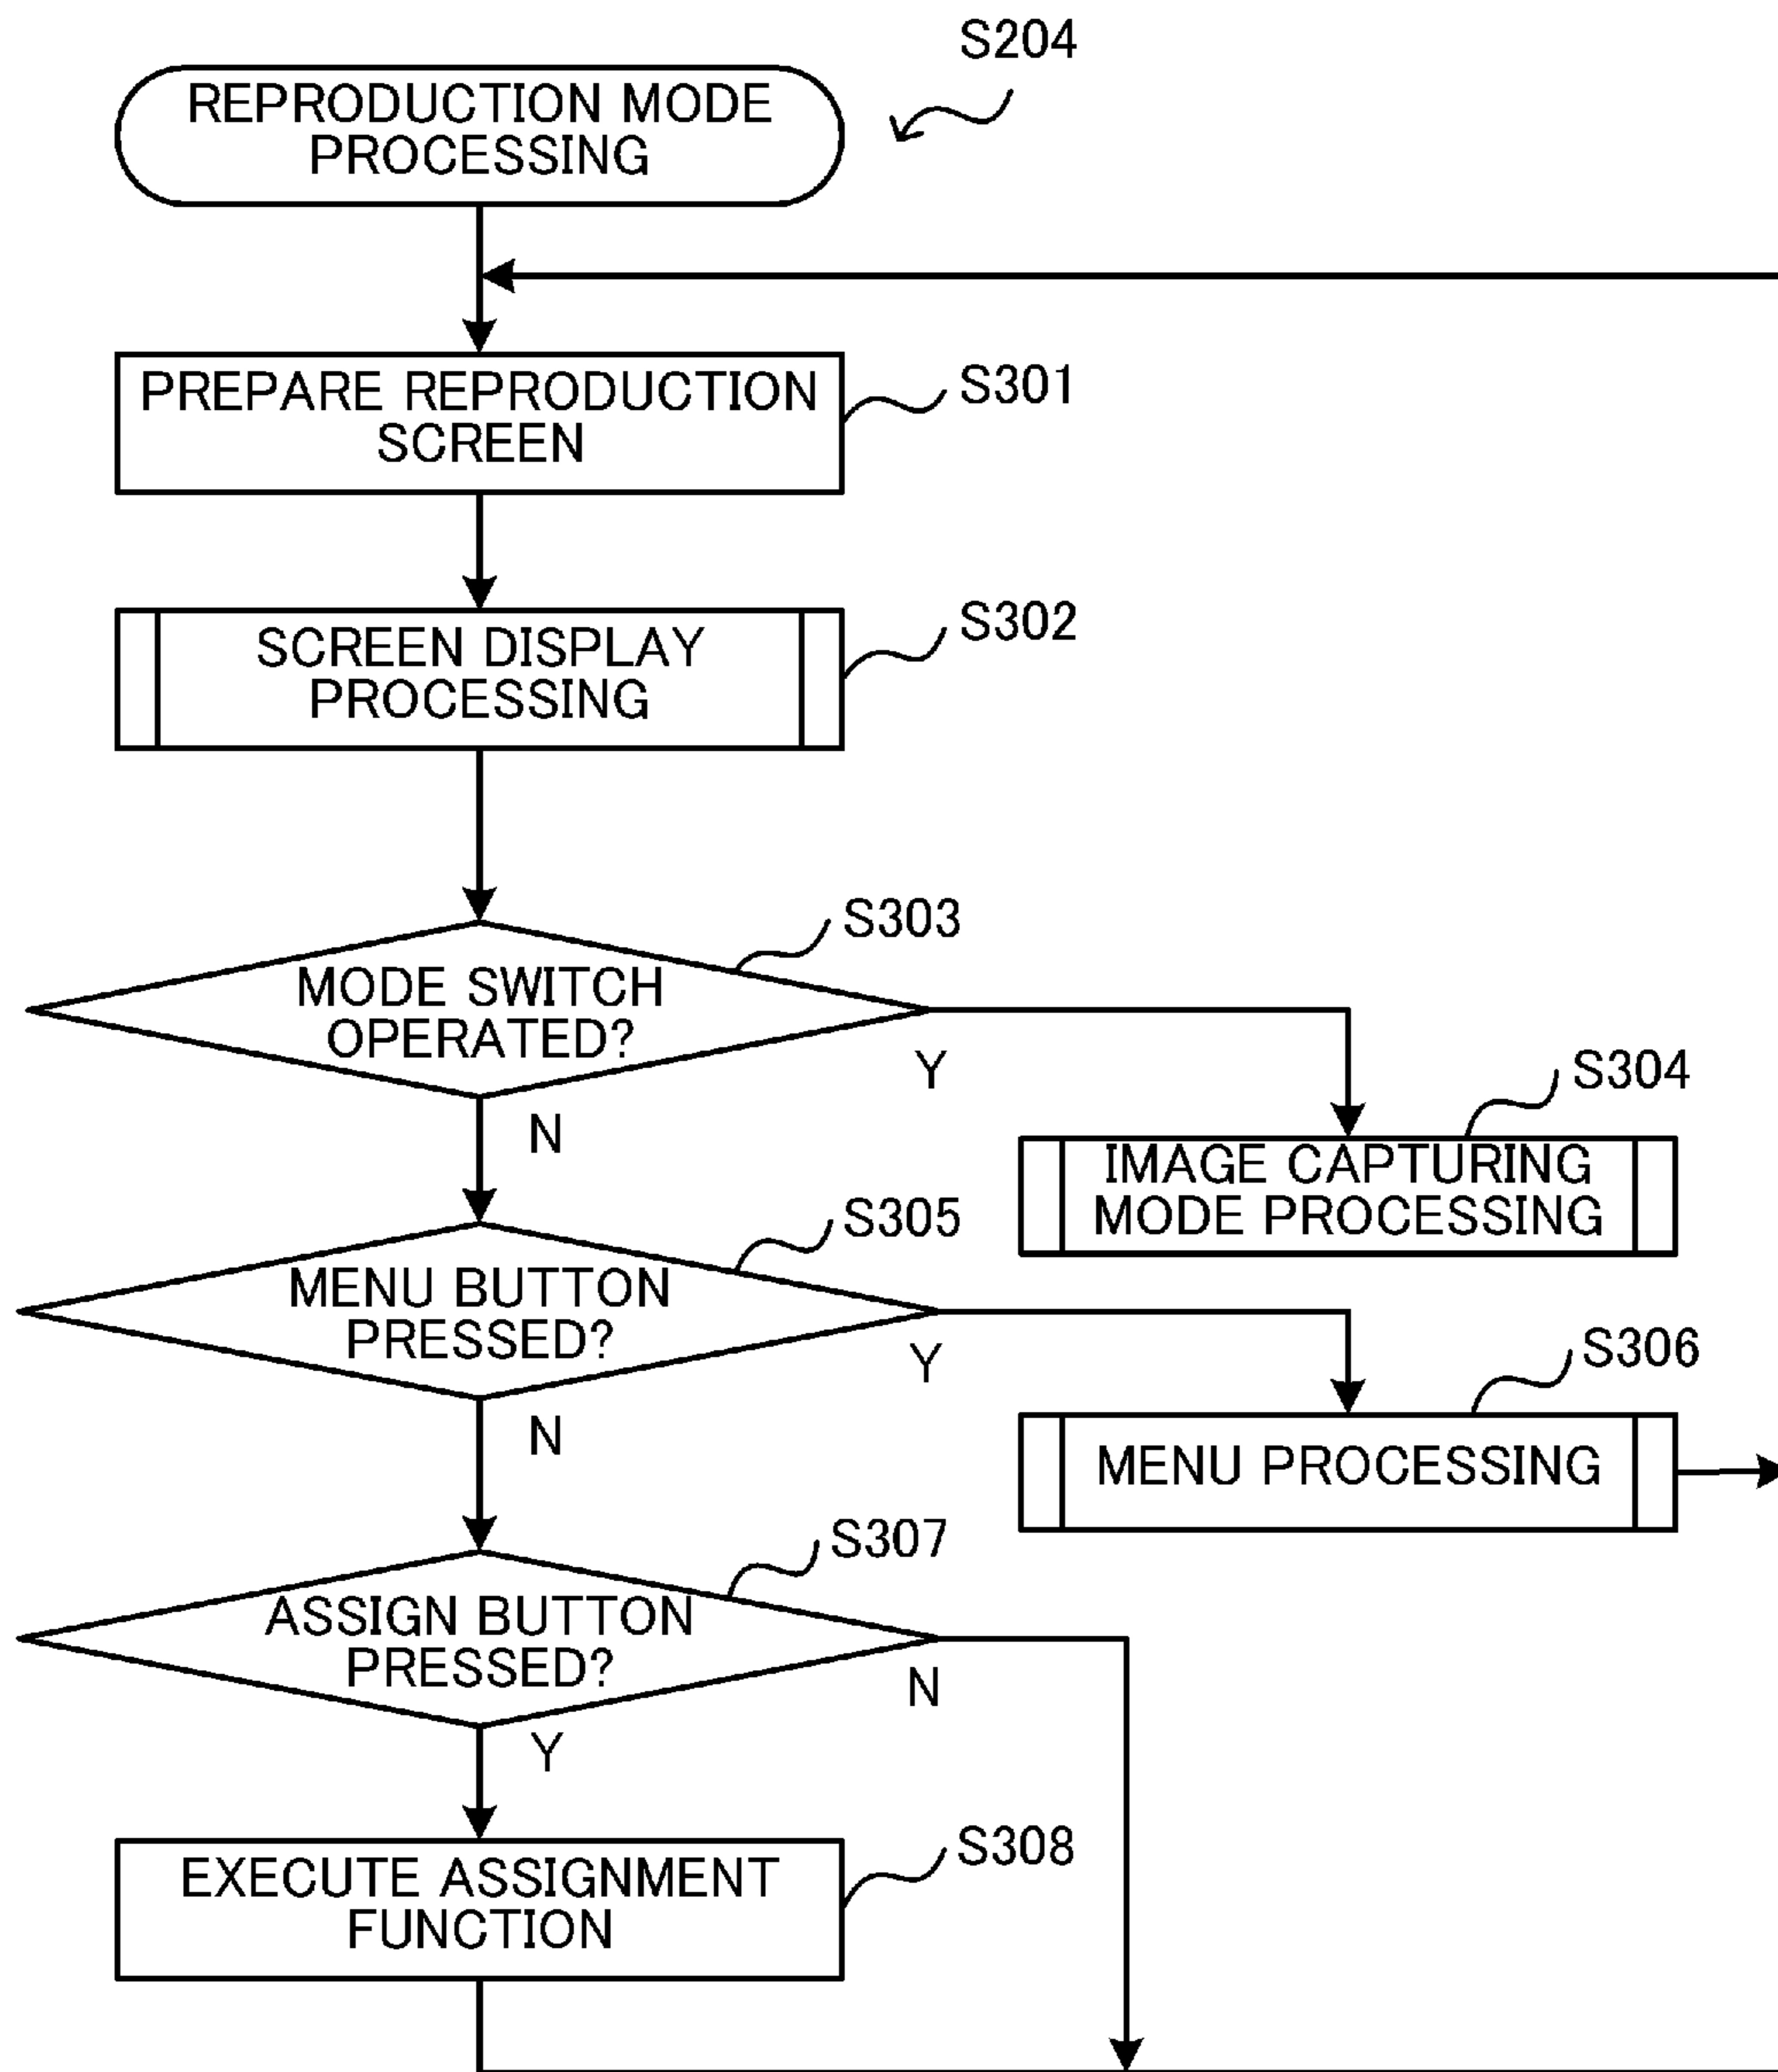 S204
REPRODUCTION MODE
PROCESSING
PREPARE REPRODUCTION
SCREEN
S301
SCREEN DISPLAY
PROCESSING
S302
S303
MODE SWITCH
OPERATED?
Y
N
S304
IMAGE CAPTURING
MODE PROCESSING
S305
MENU BUTTON
PRESSED?
Y
N
S306
MENU PROCESSING
S307
ASSIGN BUTTON
PRESSED?
N
Y
S308
EXECUTE ASSIGNMENT
FUNCTION